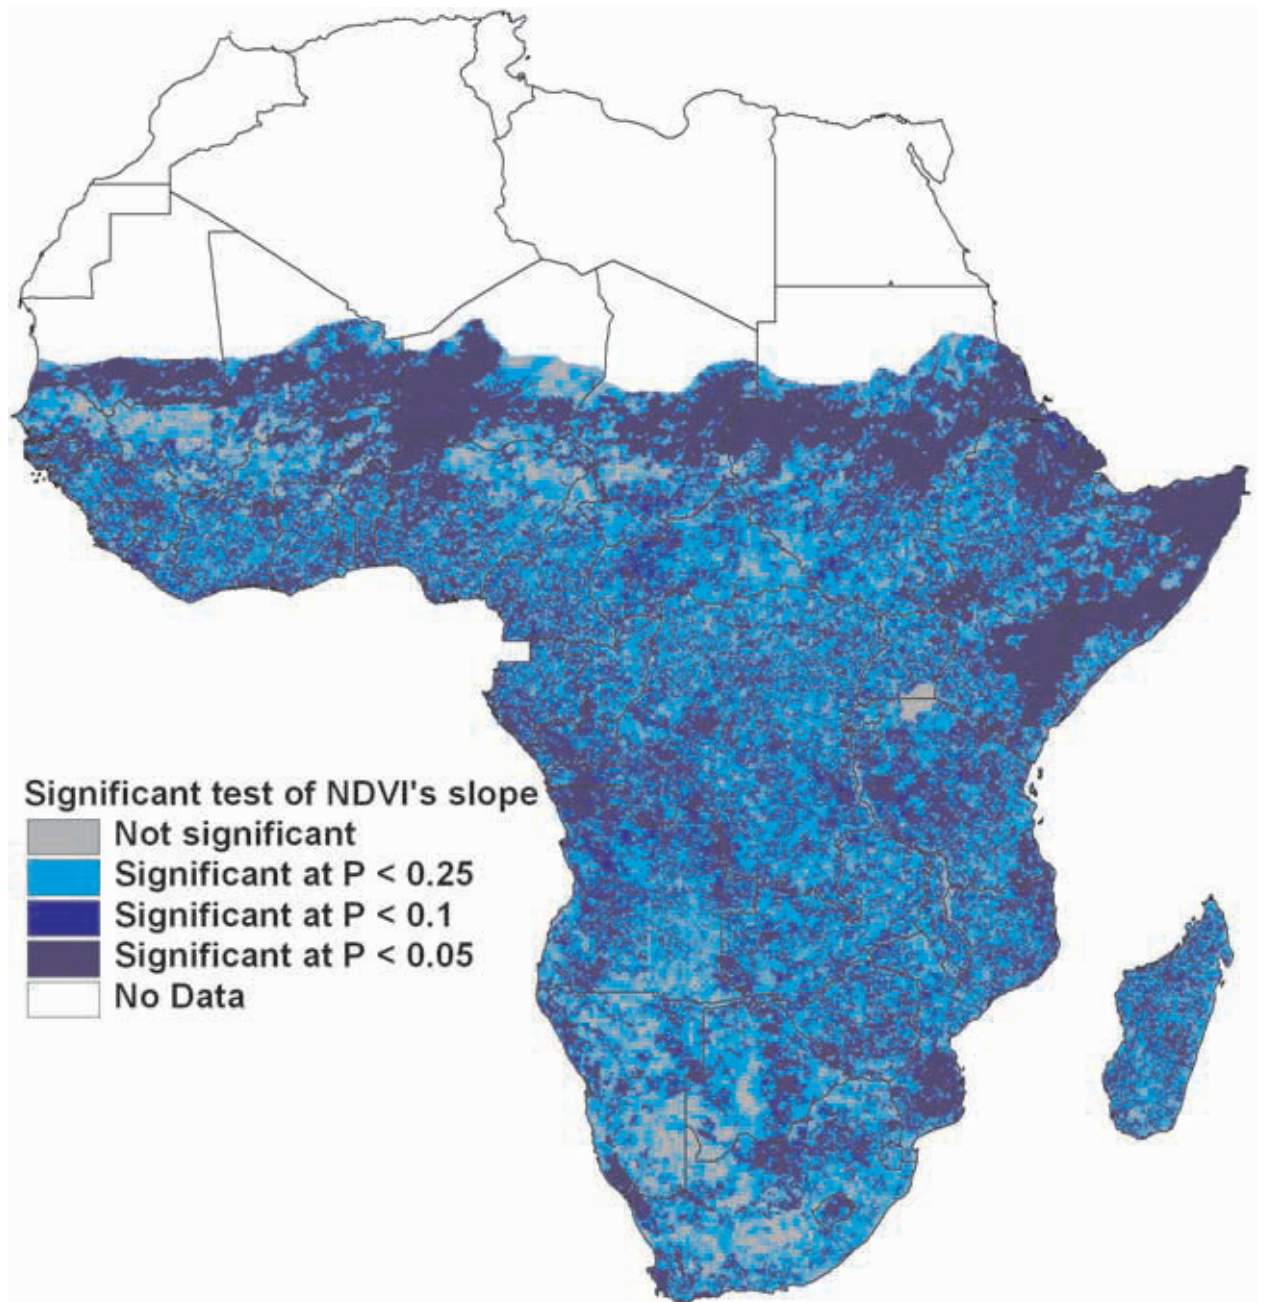 Significant test of NDVI's slope
Not significant
Significant at P < 0.25
Significant at P < 0.1
Significant at P < 0.05
No Data